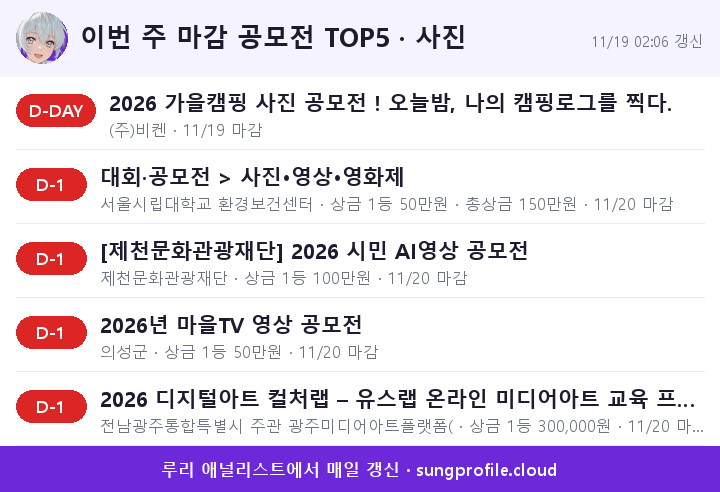 이번 주 마감 공모전 TOP5 · 사진
11/19 02:06 갱신
D-DAY
2026 가을캠핑 사진 공모전 ! 오늘밤, 나의 캠핑로그를 찍다.
(주)비켄 · 11/19 마감
D-1
대회·공모전 > 사진•영상•영화제
서울시립대학교 환경보건센터 · 상금 1등 50만원 · 총상금 150만원 · 11/20 마감
D-1
[제천문화관광재단] 2026 시민 AI영상 공모전
제천문화관광재단 · 상금 1등 100만원 · 11/20 마감
D-1
2026년 마을TV 영상 공모전
의성군 · 상금 1등 50만원 · 11/20 마감
D-1
2026 디지털아트 컬처랩 – 유스랩 온라인 미디어아트 교육 프...
전남광주통합특별시 주관 광주미디어아트플랫폼( · 상금 1등 300,000원 · 11/20 마...
루리 애널리스트에서 매일 갱신 · sungprofile.cloud